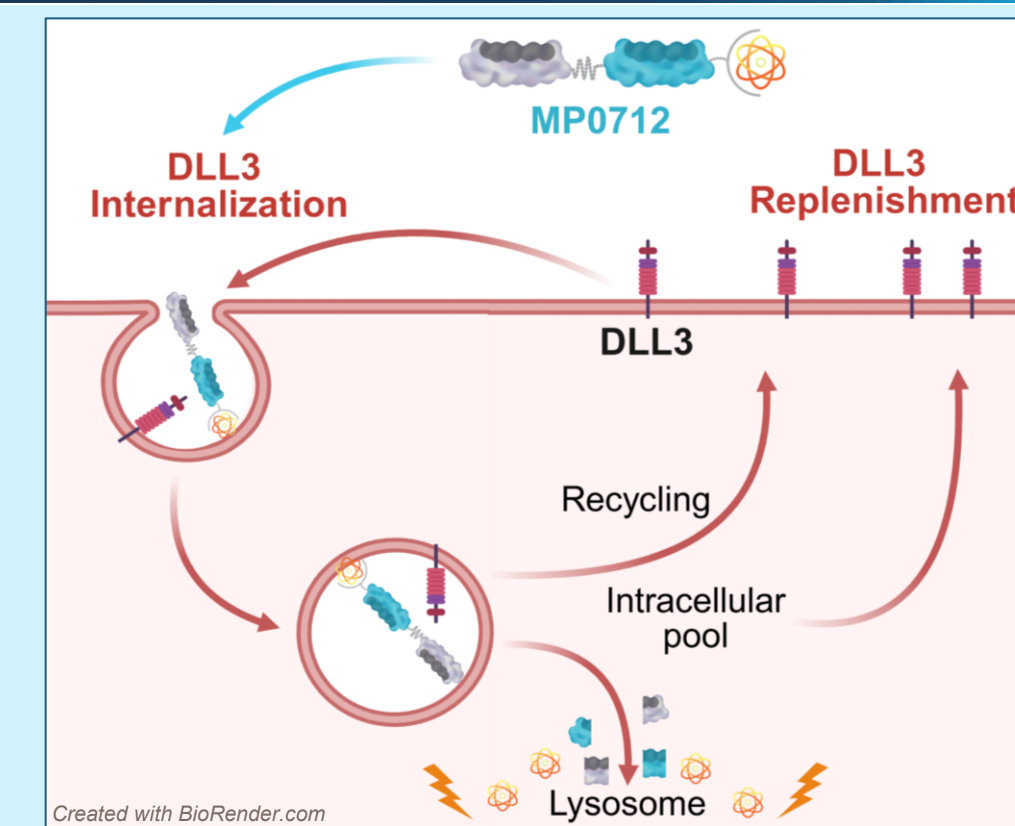 MP0712
DLL3
Internalization
DLL3
Replenishment
DLL3
Recycling
Intracellular
pool
Lysosome
Created with BioRender.com